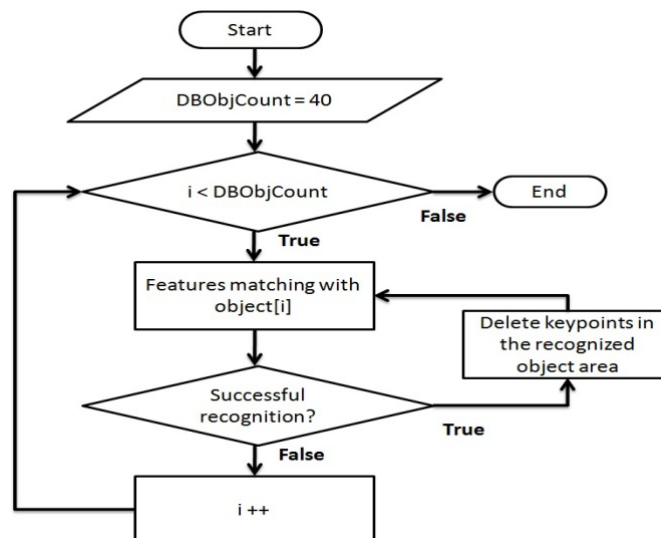 Start
DBObjCount = 40
i < DBObjCount
End
False
True
Features matching with
object[i]
Delete keypoints in
the recognized
object area
Successful
recognition?
True
False
i ++